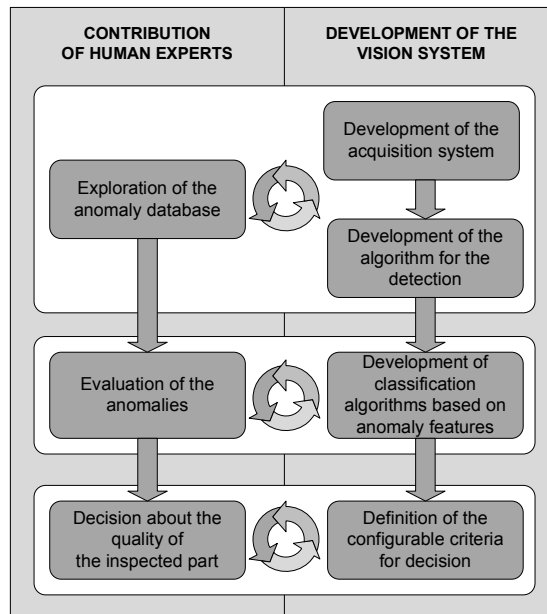 CONTRIBUTION
OF HUMAN EXPERTS
DEVELOPMENT OF THE
VISION SYSTEM
Development of the
acquisition system
Exploration of the
anomaly database
Development of the
algorithm for the
detection
Evaluation of the
anomalies
Development of
classification
algorithms based on
anomaly features
Decision about the
quality of
the inspected part
Definition of the
configurable criteria
for decision